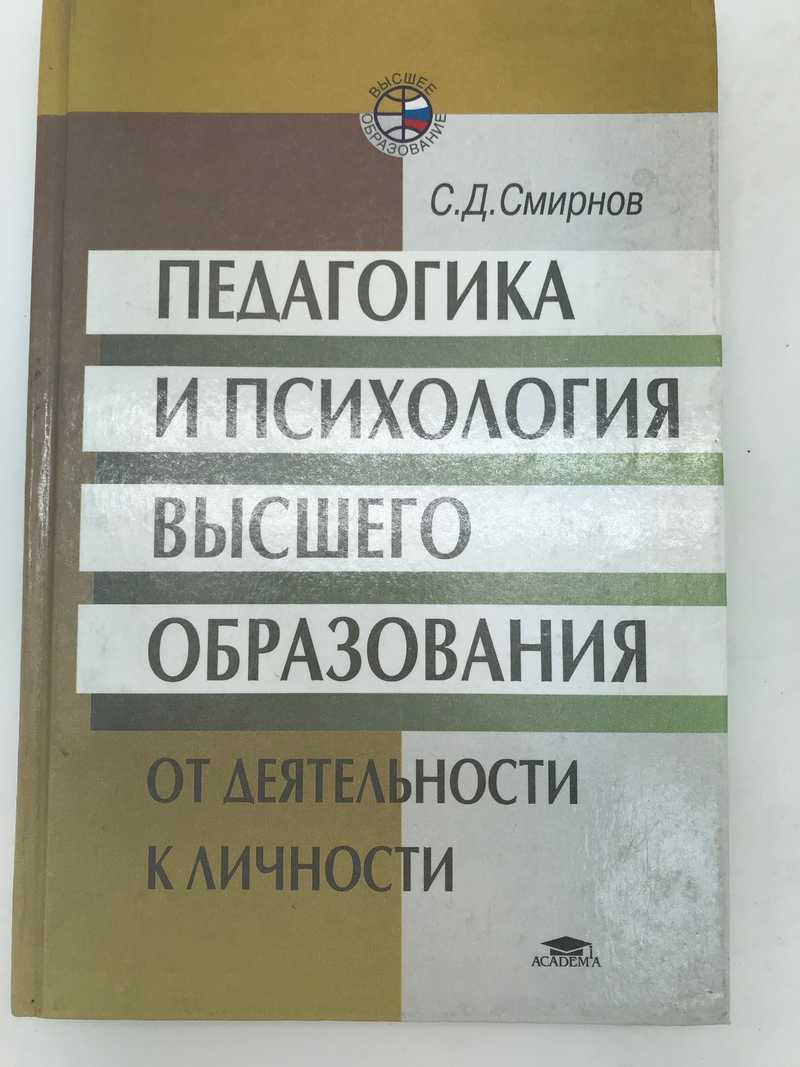 ВЫСШЕЕ
ОБРАЗОВАНИЕ
С.Д.Смирнов
ПЕДАГОГИКА
И ПСИХОЛОГИЯ
ВЫСШЕГО
ОБРАЗОВАНИЯ
ОТ ДЕЯТЕЛЬНОСТИ
К ЛИЧНОСТИ
ACADEMA